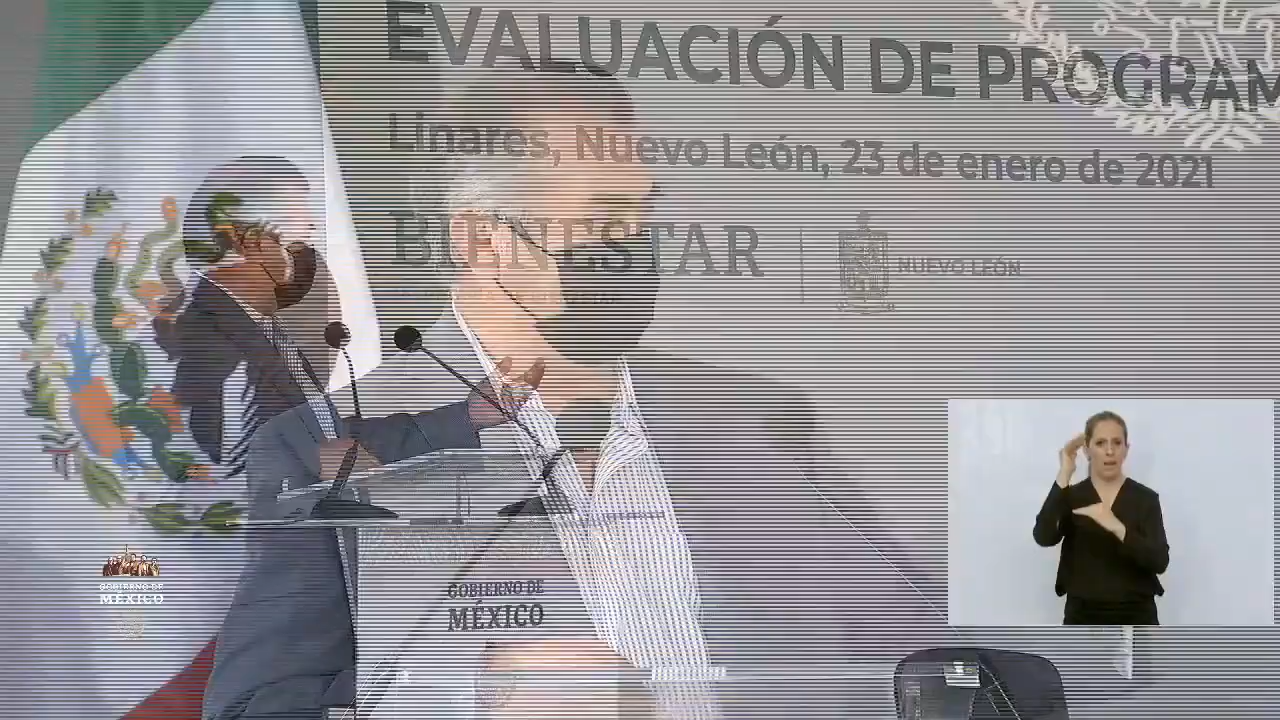 EVALUACIÓN DE PROGRAM
Linares, Nuevo León, 23 de enero de 2021
BIENESTAR
NUEVO LEÓN
GOBIERNO DE
MÉXICO
GOBIERNO DE
MÉXICO